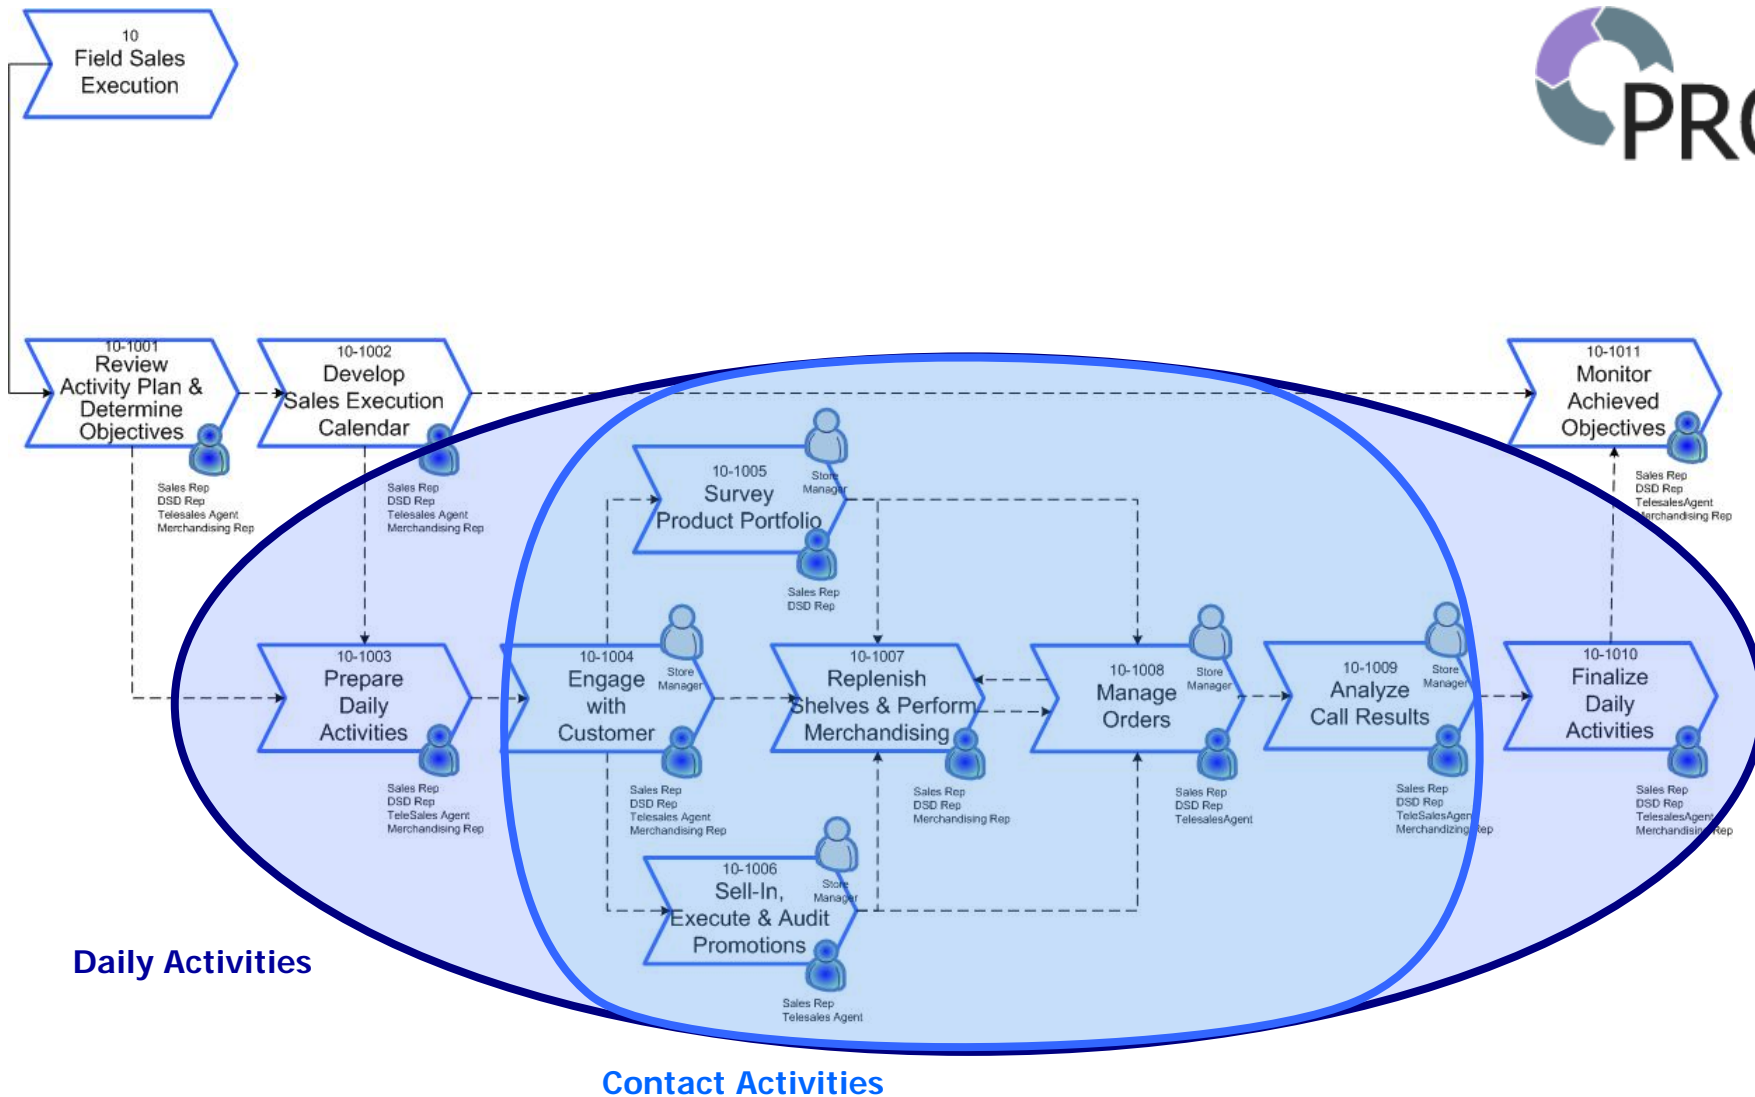 10
Field Sales
Execution
PRO
10-1001
Review
Activity Plan &
Determine
Objectives
Sales Rep
DSD Rep
Telesales Agent
Merchandising Rep
10-1002
Develop
Sales Execution
Calendar
Sales Rep
DSD Rep
Telesales Agent
Merchandising Rep
10-1011
Monitor
Achieved
Objectives
Sales Rep
DSD Rep
TelesalesAgent
Merchandising Rep
10-1005
Survey
Product Portfolio
Store
Manager
Sales Rep
DSD Rep
10-1003
Prepare
Daily
Activities
Sales Rep
DSD Rep
TeleSales Agent
Merchandising Rep
10-1004
Engage
with
Customer
Store
Manager
Sales Rep
DSD Rep
Telesales Agent
Merchandising Rep
10-1007
Replenish
Shelves & Perform
Merchandising
Sales Rep
DSD Rep
Merchandising Rep
10-1008
Manage
Orders
Store
Manager
Sales Rep
DSD Rep
TelesalesAgent
10-1009
Analyze
Call Results
Store
Manager
Sales Rep
DSD Rep
TeleSalesAgent
Merchandizing Rep
10-1010
Finalize
Daily
Activities
Sales Rep
DSD Rep
TelesalesAgent
Merchandising Rep
10-1006
Sell-In,
Execute & Audit
Promotions
Store
Manager
Sales Rep
Telesales Agent
Daily Activities
Contact Activities